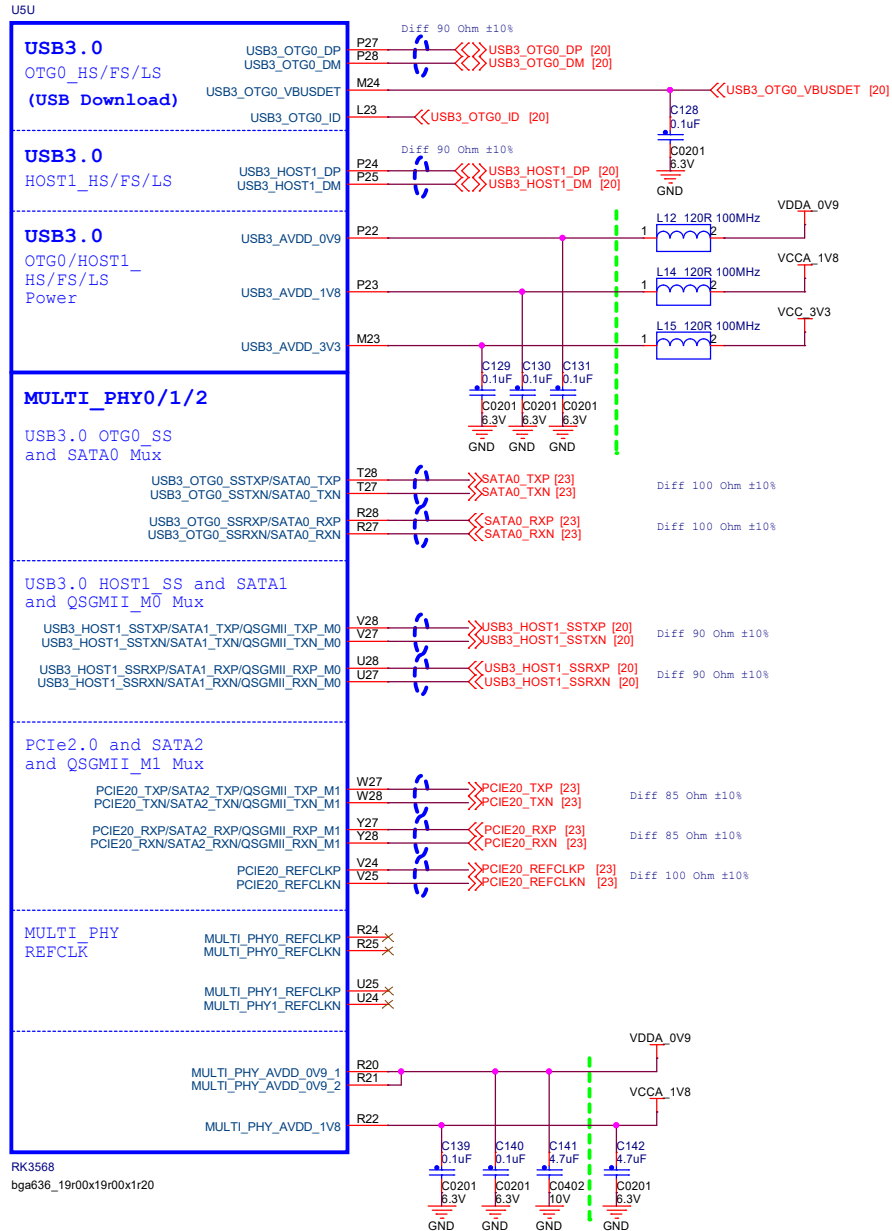 U5U
USB3.0
OTG0_HS/FS/LS
(USB Download)
USB3_OTG0_DP
USB3_OTG0_DM
USB3_OTG0_VBUSDET
USB3_OTG0_ID
P27
P28
M24
L23
Diff 90 Ohm ±10%
USB3_OTG0_DP [20]
USB3_OTG0_DM [20]
USB3_OTG0_VBUSDET [20]
USB3_OTG0_ID [20]
C128
0.1uF
C0201
6.3V
GND
USB3.0
HOST1_HS/FS/LS
USB3_HOST1_DP
USB3_HOST1_DM
P24
P25
Diff 90 Ohm ±10%
USB3_HOST1_DP [20]
USB3_HOST1_DM [20]
USB3.0
OTG/HOST1_
HS/FS/LS
Power
USB3_AVDD_0V9
USB3_AVDD_1V8
USB3_AVDD_3V3
P22
P23
M23
1 L12 120R 100MHz 2
VDDA_0V9
1 L14 120R 100MHz 2
VCCA_1V8
1 L15 120R 100MHz 2
VCC_3V3
C129
0.1uF
C0201
6.3V
GND
C130
0.1uF
C0201
6.3V
GND
C131
0.1uF
C0201
6.3V
GND
MULTI_PHY0/1/2
USB3.0 OTG0_SS
and SATA0 Mux
USB3_OTG0_SSTXP/SATA0_TXP
USB3_OTG0_SSTXN/SATA0_TXN
USB3_OTG0_SSRXP/SATA0_RXP
USB3_OTG0_SSRXN/SATA0_RXN
T28
T27
R28
R27
SATA0_TXP [23]
SATA0_TXN [23]
Diff 100 Ohm ±10%
SATA0_RXP [23]
SATA0_RXN [23]
Diff 100 Ohm ±10%
USB3.0 HOST1_SS and SATA1
and QSGMII_M0 Mux
USB3_HOST1_SSTXP/SATA1_TXP/QSGMII_TXP_M0
USB3_HOST1_SSTXN/SATA1_TXN/QSGMII_TXN_M0
USB3_HOST1_SSRXP/SATA1_RXP/QSGMII_RXP_M0
USB3_HOST1_SSRXN/SATA1_RXN/QSGMII_RXN_M0
V28
V27
U28
U27
USB3_HOST1_SSTXP [20]
USB3_HOST1_SSTXN [20]
Diff 90 Ohm ±10%
USB3_HOST1_SSRXP [20]
USB3_HOST1_SSRXN [20]
Diff 90 Ohm ±10%
PCIe2.0 and SATA2
and QSGMII_M1 Mux
PCIE20_TXP/SATA2_TXP/QSGMII_TXP_M1
PCIE20_TXN/SATA2_TXN/QSGMII_TXN_M1
PCIE20_RXP/SATA2_RXP/QSGMII_RXP_M1
PCIE20_RXN/SATA2_RXN/QSGMII_RXN_M1
PCIE20_REFCLKP
PCIE20_REFCLKN
W27
W28
Y27
Y28
V24
V25
PCIE20_TXP [23]
PCIE20_TXN [23]
Diff 85 Ohm ±10%
PCIE20_RXP [23]
PCIE20_RXN [23]
Diff 85 Ohm ±10%
PCIE20_REFCLKP [23]
PCIE20_REFCLKN [23]
Diff 100 Ohm ±10%
MULTI_PHY
REFCLK
MULTI_PHY0_REFCLKP
MULTI_PHY0_REFCLKN
MULTI_PHY1_REFCLKP
MULTI_PHY1_REFCLKN
R24
R25
U25
U24
MULTI_PHY_AVDD_0V9_1
MULTI_PHY_AVDD_0V9_2
MULTI_PHY_AVDD_1V8
R20
R21
R22
VDDA_0V9
VCCA_1V8
C139
0.1uF
C0201
6.3V
GND
C140
0.1uF
C0201
6.3V
GND
C141
4.7uF
C0402
10V
GND
C142
4.7uF
C0201
6.3V
GND
RK3568
bga636_19r00x19r00x1r20